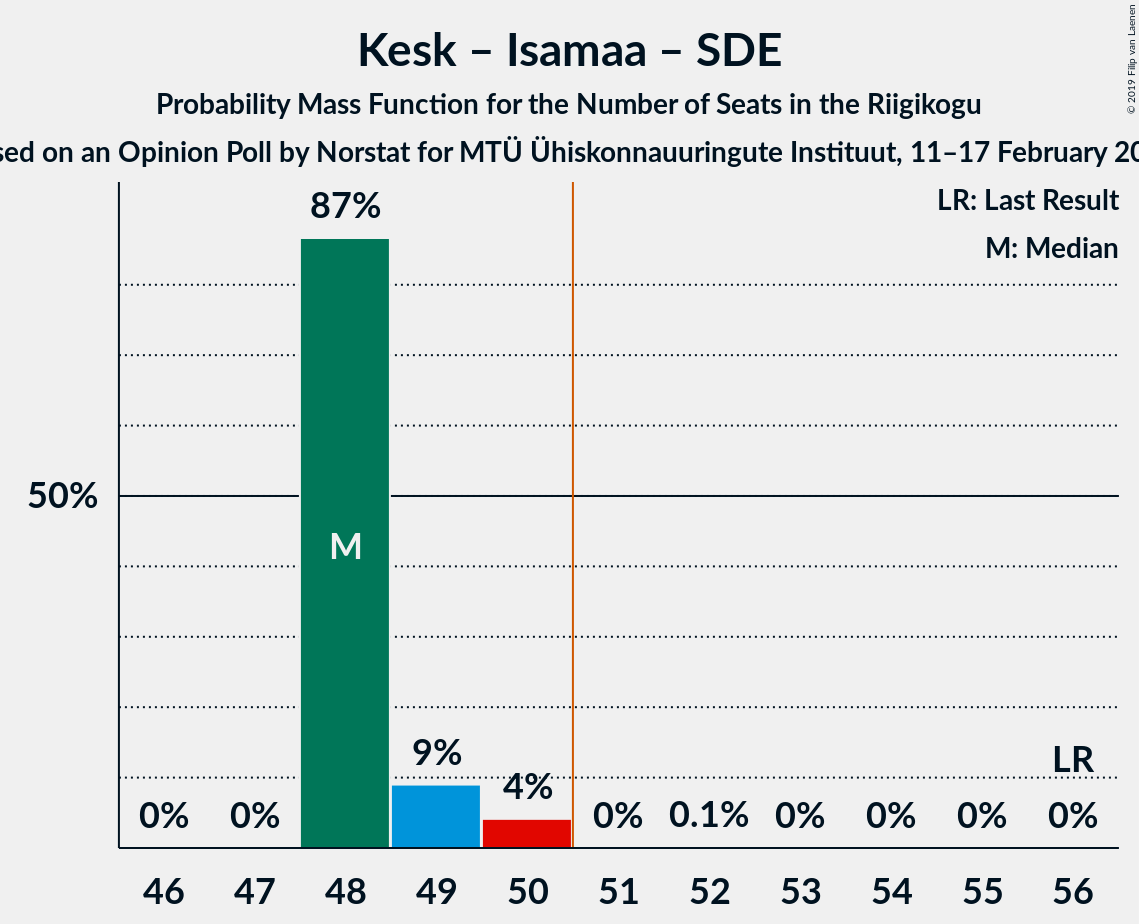 Kesk – Isamaa – SDE
Probability Mass Function for the Number of Seats in the Riigikogu
on an Opinion Poll by Norstat for MTÜ Ühiskonnauuringute Instituut, 11–17 February
© 2019 Filip van Laenen
LR: Last Result
M: Median
87%
50%
M
9%
4%
LR
0% 0% 0% 0.1% 0% 0% 0% 0%
46 47 48 49 50 51 52 53 54 55 56